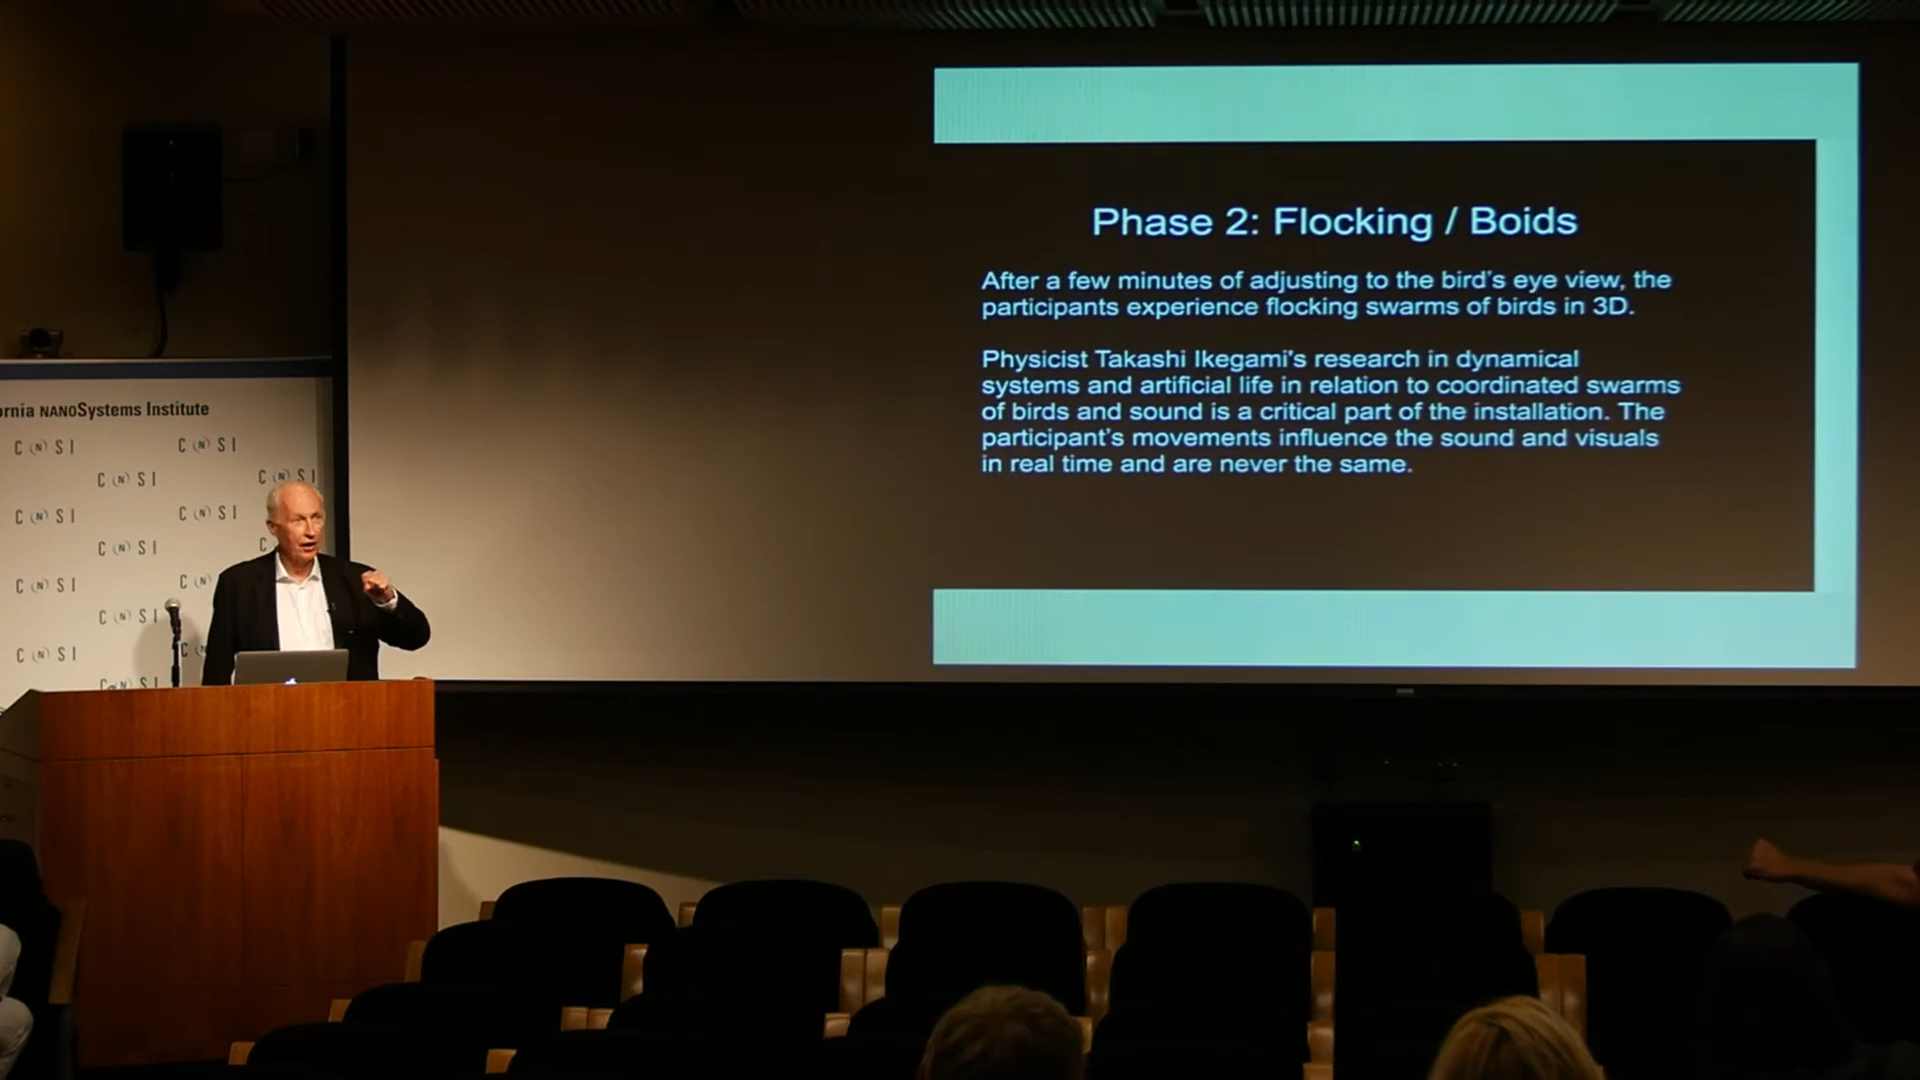 Phase 2: Flocking / Boids
After a few minutes of adjusting to the bird's eye view, the
participants experience flocking swarms of birds in 3D.
Physicist Takashi Ikegami's research in dynamical
systems and artificial life in relation to coordinated swarms
of birds and sound is a critical part of the installation. The
participant's movements influence the sound and visuals
in real time and are never the same.
ornia NANOSystems Institute
CNSI CNSI
CNSI CNSI
CNSI CNSI
CNSI C
CNSI CN
CNSI
CNSI CN
CNSI